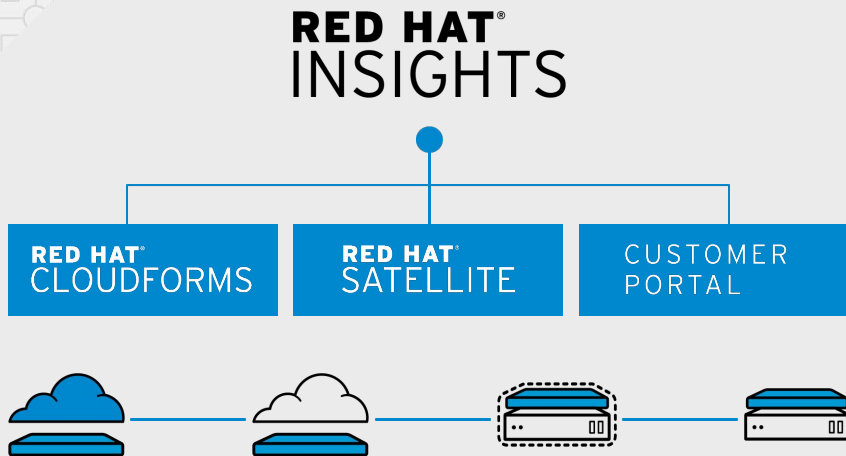 RED HAT®
INSIGHTS
RED HAT®
CLOUDFORMS
RED HAT®
SATELLITE
CUSTOMER
PORTAL